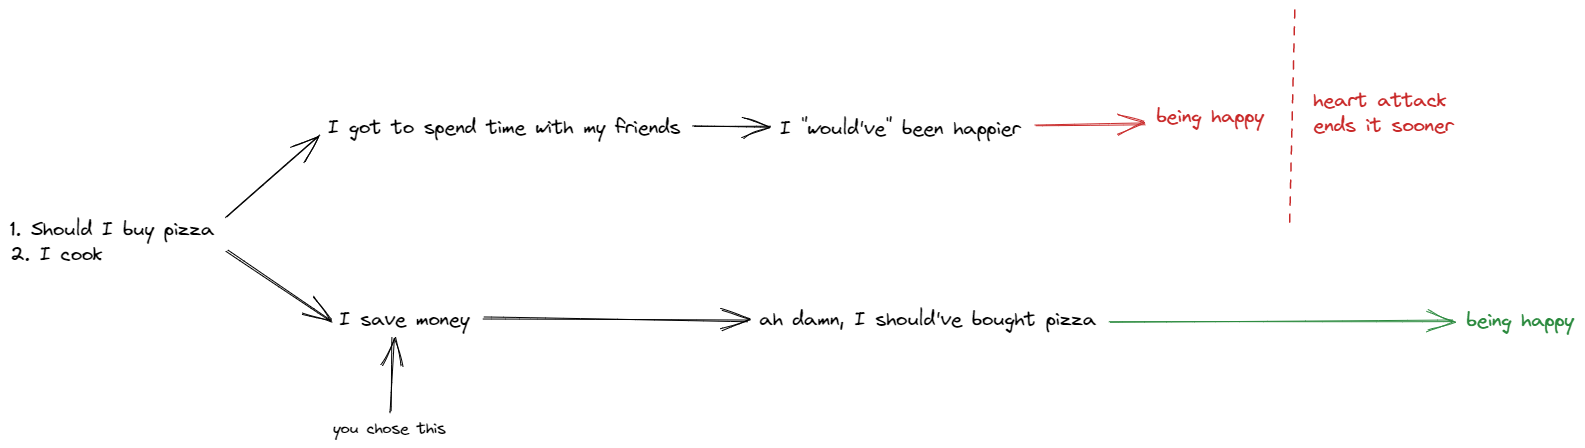 I got to spend time with my friends
I "would've" been happier
being happy
heart attack
ends it sooner
1. Should I buy pizza
2. I cook
I save money
ah damn, I should've bought pizza
being happy
you chose this